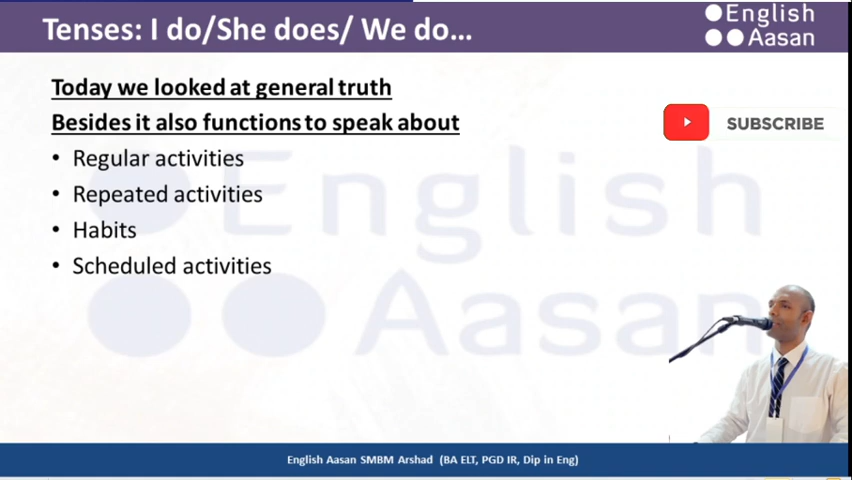 Tenses: I do/She does/ We do...
English
Aasan
Today we looked at general truth
Besides it also functions to speak about
SUBSCRIBE
• Regular activities
• Repeated activities
• Habits
• Scheduled activities
English
Aasan
English Aasan SMBM Arshad (BA ELT, PGD IR, Dip in Eng)